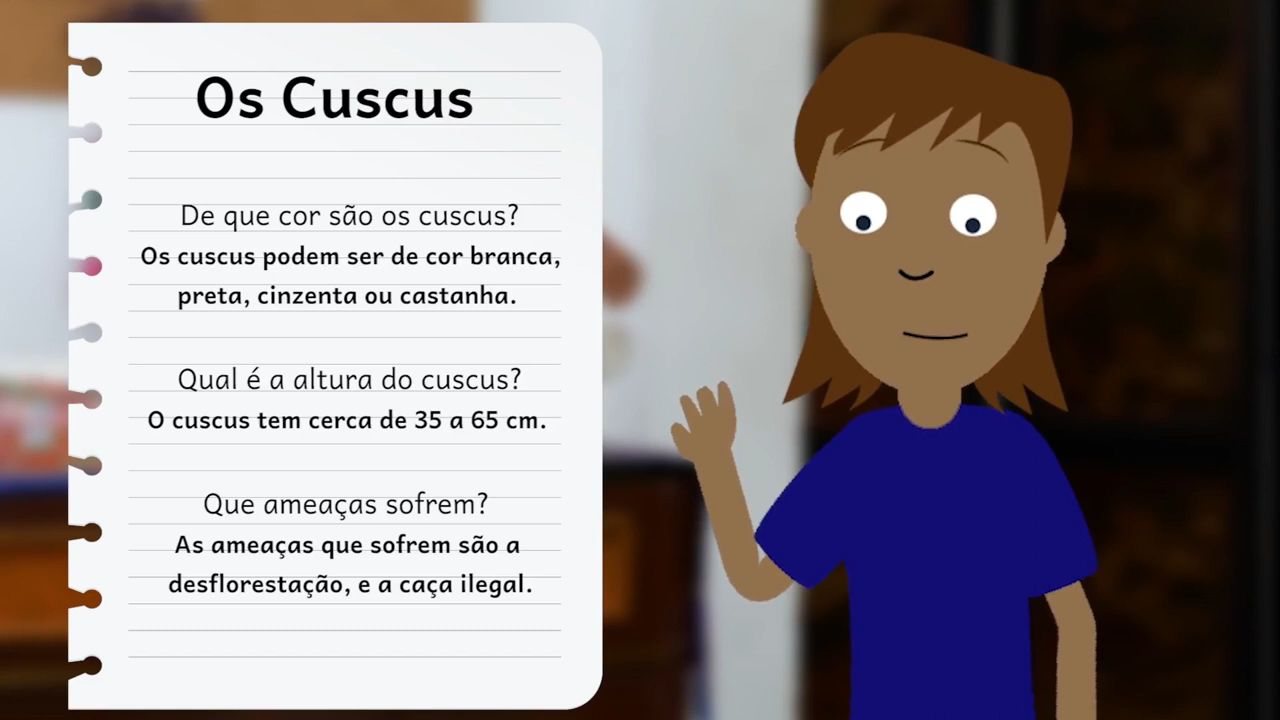 Os Cuscus
De que cor são os cuscus?
Os cuscus podem ser de cor branca,
preta, cinzenta ou castanha.
Qual é a altura do cuscus?
O cuscus tem cerca de 35 a 65 cm.
Que ameaças sofrem?
As ameaças que sofrem são a
desflorestação, e a caça ilegal.